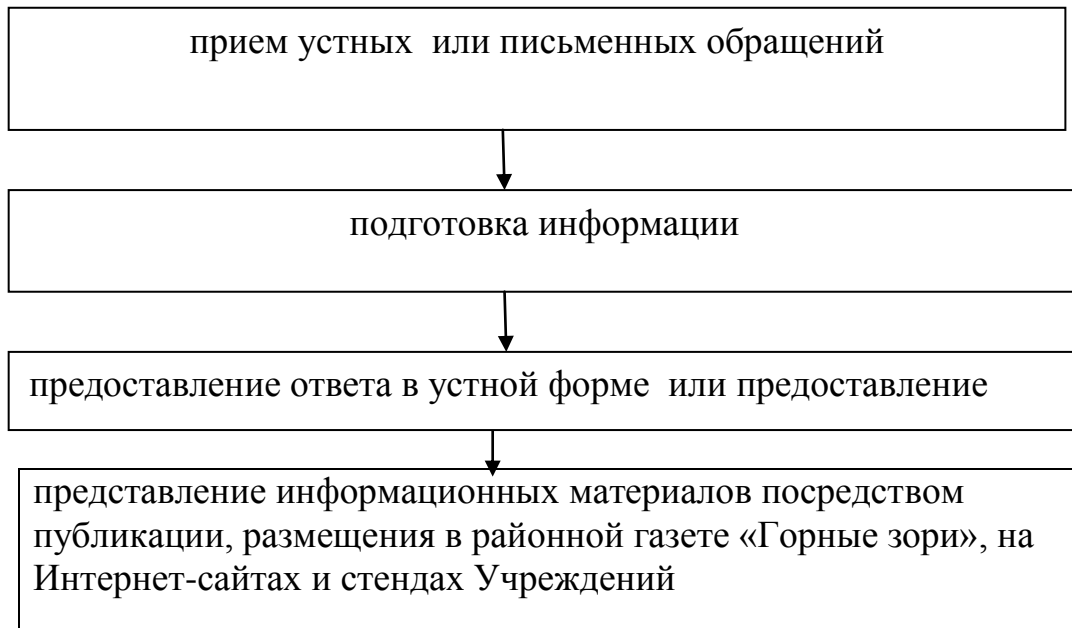 прием устных  или письменных обращений
подготовка информации
предоставление ответа в устной форме  или предоставление
представление информационных материалов посредством
публикации, размещения в районной газете «Горные зори», на
Интернет-сайтах и стендах Учреждений